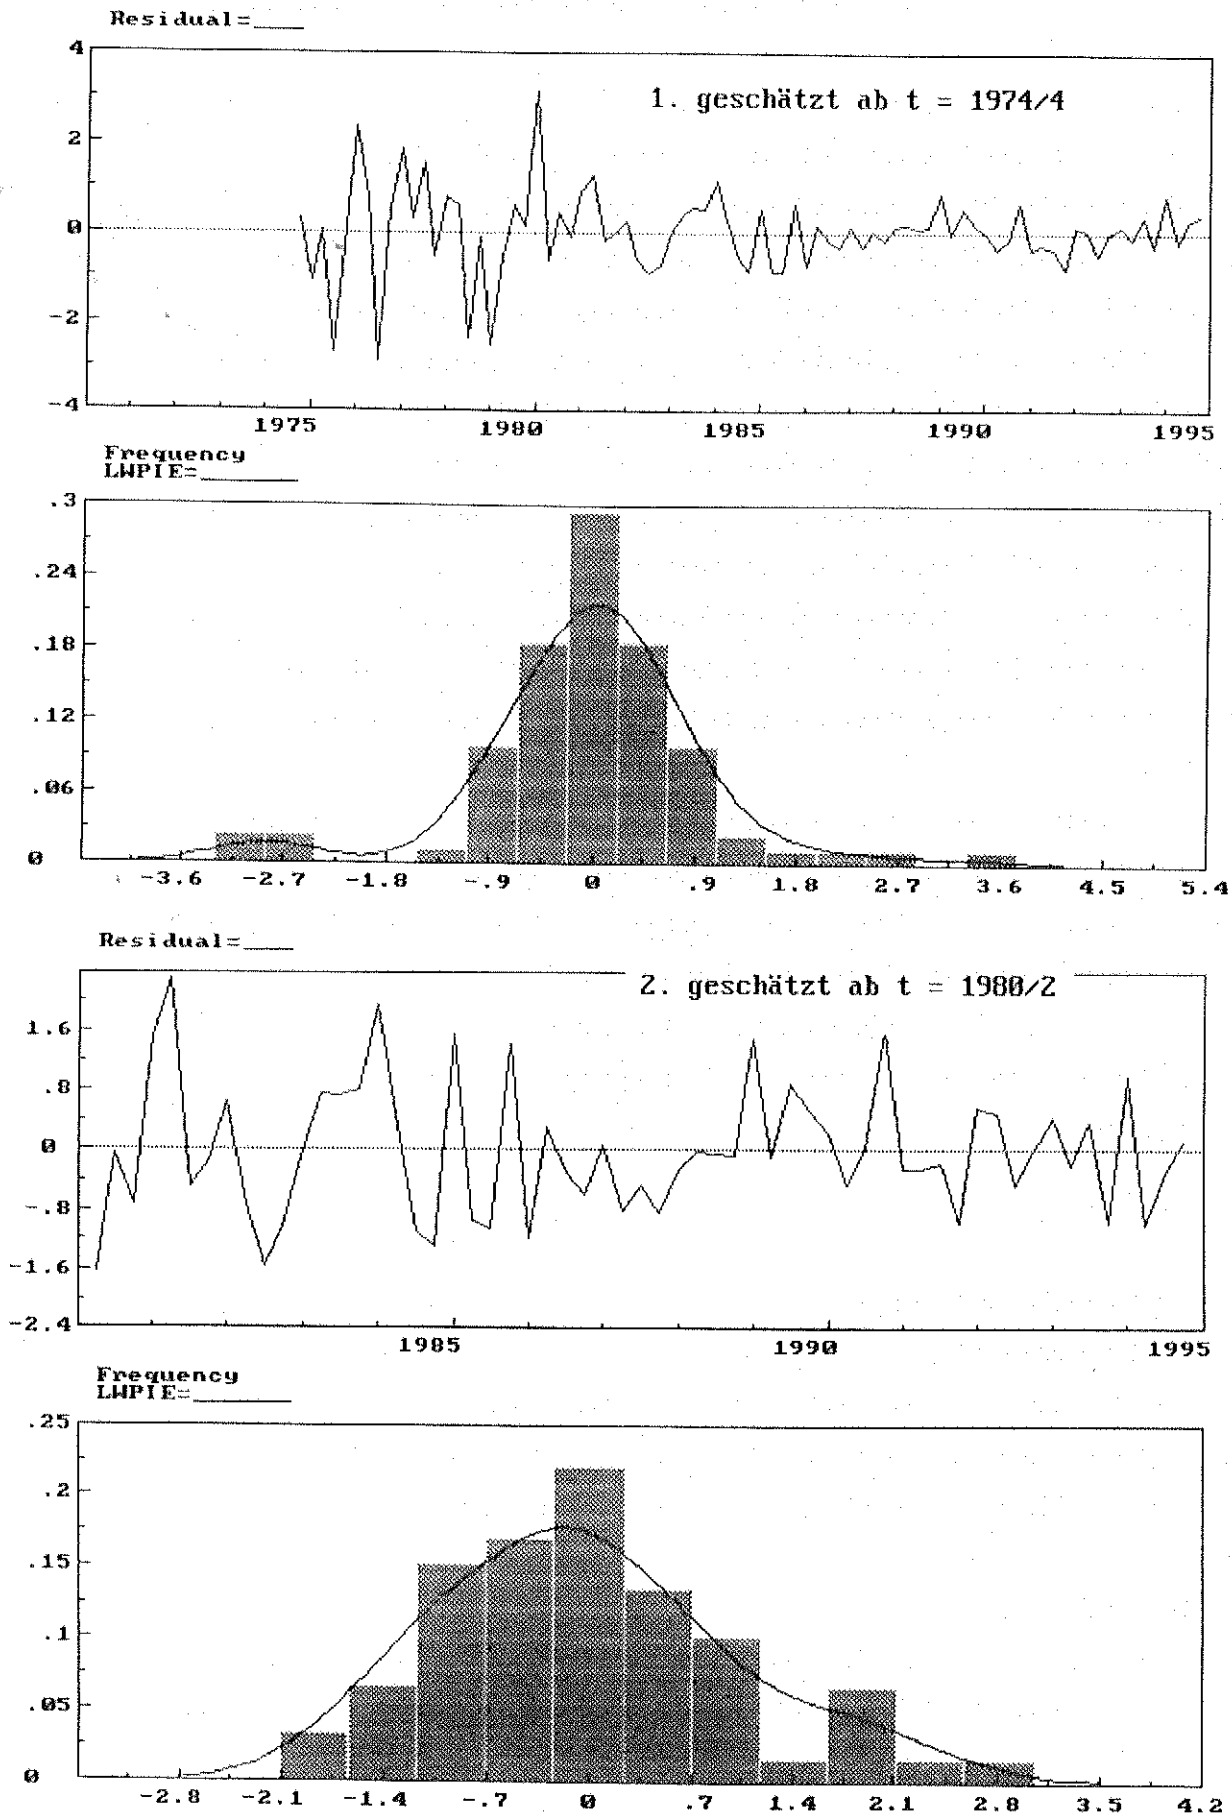 Residual=____
4
1. geschätzt ab t = 1974/4
2
0
-2
-4
1975 1980 1985 1990 1995
Frequency
LWPIE=________
.3
.24
.18
.12
.06
0
-3.6 -2.7 -1.8 -.9 0 .9 1.8 2.7 3.6 4.5 5.4
Residual=____
2. geschätzt ab t = 1980/2
1.6
.8
0
-.8
-1.6
-2.4
1985 1990 1995
Frequency
LWPIE=________
.25
.2
.15
.1
.05
0
-2.8 -2.1 -1.4 -.7 0 .7 1.4 2.1 2.8 3.5 4.2